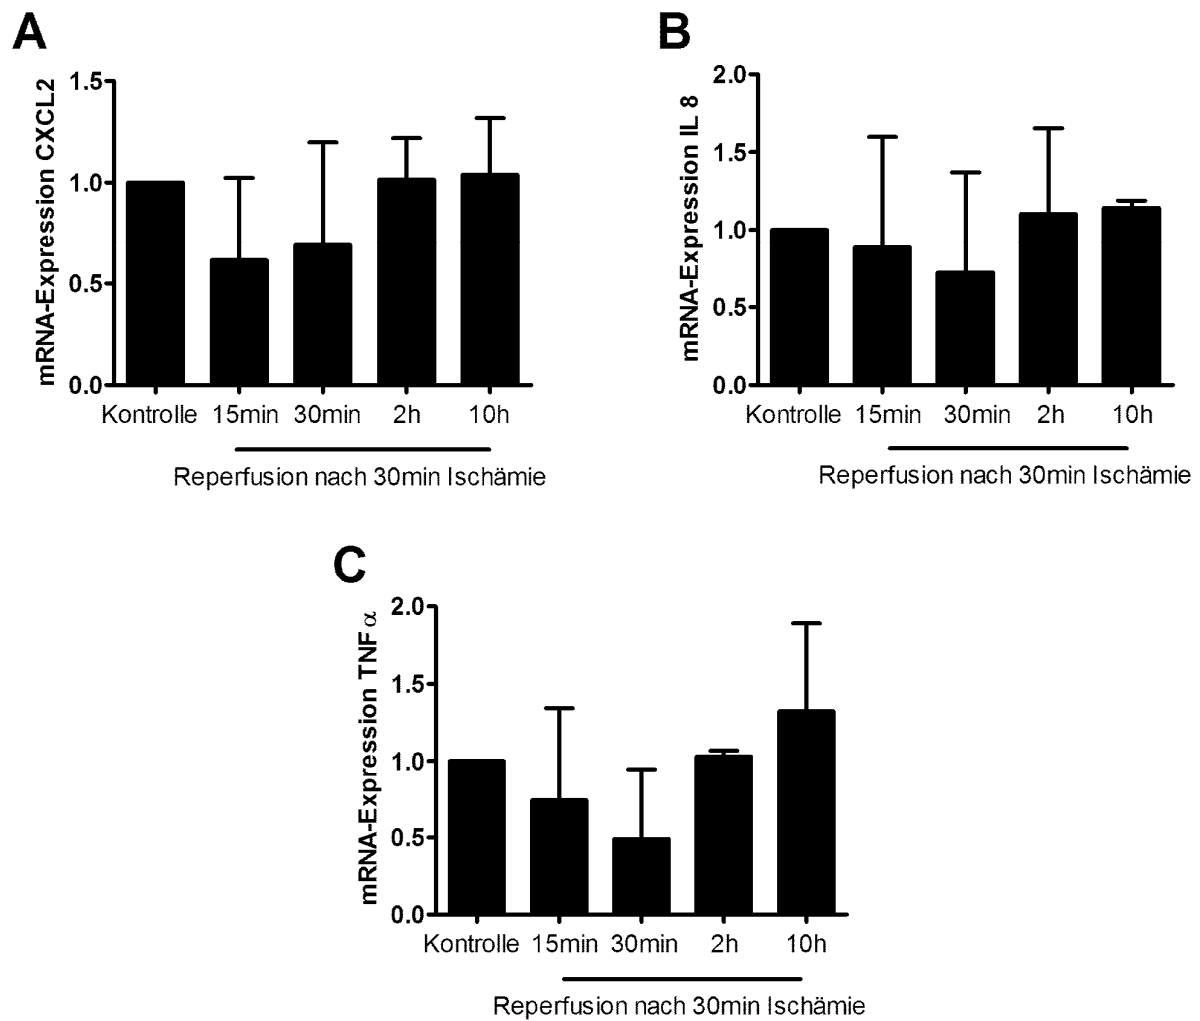 A
mRNA-Expression CXCL2
1.5
1.0
0.5
0.0
Kontrolle 15min 30min 2h 10h
Reperfusion nach 30min Ischämie
B
mRNA-Expression IL 8
2.0
1.5
1.0
0.5
0.0
Kontrolle 15min 30min 2h 10h
Reperfusion nach 30min Ischämie
C
mRNA-Expression TNF α
2.0
1.5
1.0
0.5
0.0
Kontrolle 15min 30min 2h 10h
Reperfusion nach 30min Ischämie